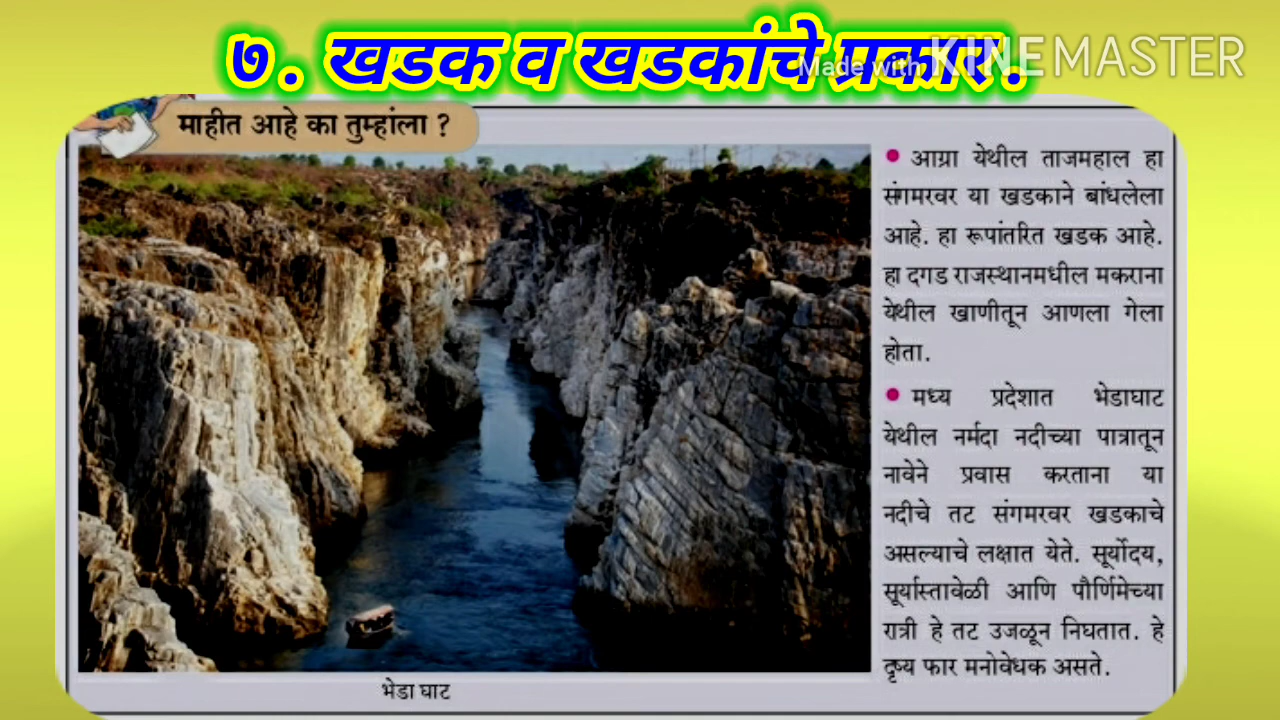 ७. खडक व खडकांचे प्रकार.
Made with KINEMASTER
माहीत आहे का तुम्हांला ?
• आग्रा येथील ताजमहाल हा
संगमरवर या खडकाने बांधलेला
आहे. हा रूपांतरित खडक आहे.
हा दगड राजस्थानमधील मकराना
येथील खाणीतून आणला गेला
होता.
• मध्य प्रदेशात भेडाघाट
येथील नर्मदा नदीच्या पात्रातून
नावेने प्रवास करताना या
नदीचे तट संगमरवर खडकाचे
असल्याचे लक्षात येते. सूर्योदय,
सूर्यास्तावेळी आणि पौर्णिमेच्या
रात्री हे तट उजळून निघतात. हे
दृष्य फार मनोवेधक असते.
भेडा घाट